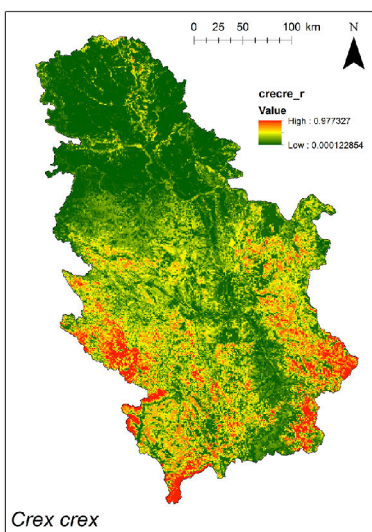 0 25 50 100 km
N
crecre_r
Value
High : 0.977327
Low : 0.000122854
Crex crex